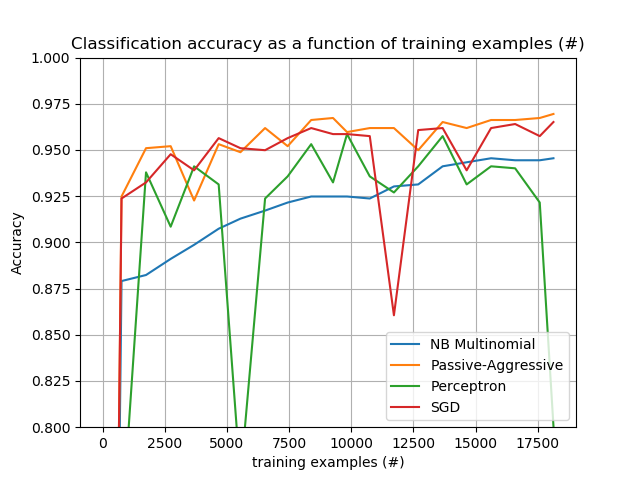 Classification accuracy as a function of training examples (#)
1.000
0.975
0.950
0.925
0.900
0.875
0.850
0.825
0.800
Accuracy
NB Multinomial
Passive-Aggressive
Perceptron
SGD
0 2500 5000 7500 10000 12500 15000 17500
training examples (#)